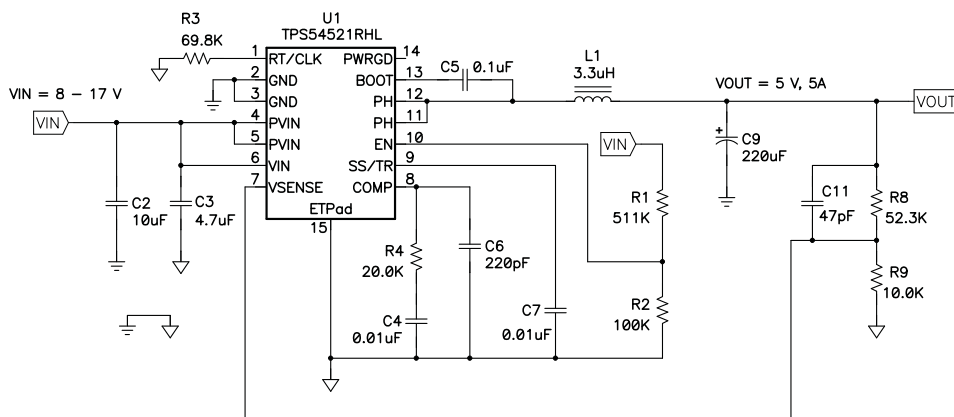 U1
TPS54521RHL
R3
69.8K
1 RT/CLK PWRGD 14
2 GND BOOT 13
3 GND PH 12
4 PVIN PH 11
5 PVIN EN 10
6 VIN SS/TR 9
7 VSENSE COMP 8
ETPad
15
VIN = 8 - 17 V
VIN
C2
10uF
C3
4.7uF
C5 0.1uF
L1
3.3uH
VOUT = 5 V, 5A
VOUT
+
C9
220uF
VIN
R1
511K
R2
100K
C11
47pF
R8
52.3K
R9
10.0K
R4
20.0K
C6
220pF
C4
0.01uF
C7
0.01uF